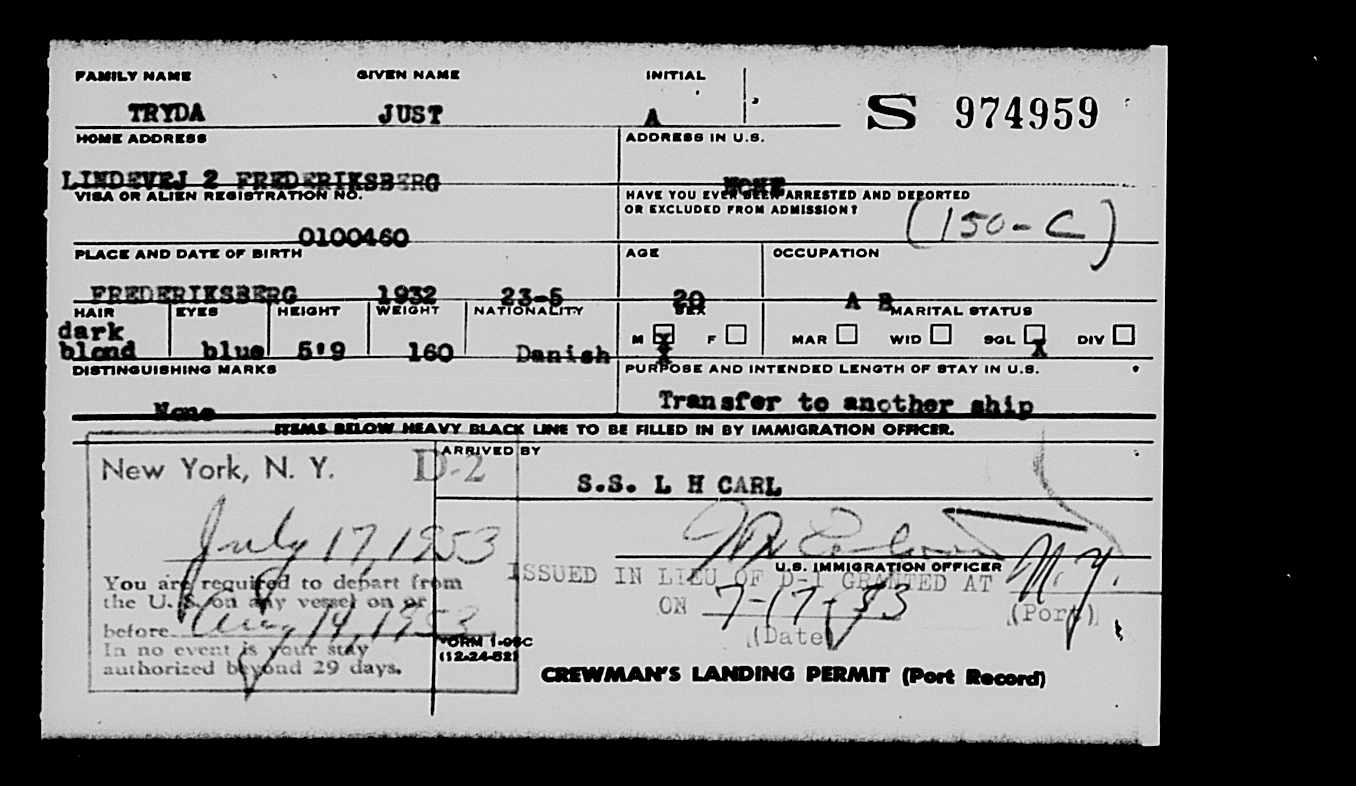 FAMILY NAME GIVEN NAME INITIAL
TRYDA JUST A S 974959
HOME ADDRESS ADDRESS IN U.S.
LINDEVEJ 2 FREDERIKSBERG NONE
VISA OR ALIEN REGISTRATION NO. HAVE YOU EVER BEEN ARRESTED AND DEPORTED
OR EXCLUDED FROM ADMISSION?
0100460 (150-C)
PLACE AND DATE OF BIRTH AGE OCCUPATION
FREDERIKSBERG 1932 23-5 20 A B
HAIR EYES HEIGHT WEIGHT NATIONALITY SEX MARITAL STATUS
dark
blond blue 5'9 160 Danish M X F MAR WID SGL X DIV
DISTINGUISHING MARKS PURPOSE AND INTENDED LENGTH OF STAY IN U.S.
None Transfer to another ship
ITEMS BELOW HEAVY BLACK LINE TO BE FILLED IN BY IMMIGRATION OFFICER.
New York, N. Y. D-2 ARRIVED BY
S.S. L H CARL
July 17, 1953
U.S. IMMIGRATION OFFICER
You are required to depart from
the U. S. on any vessel on or
before Aug 14, 1953
In no event is your stay
authorized beyond 29 days.
ISSUED IN LIEU OF D-1 GRANTED AT N.Y.
(Port)
ON 7-17-53
(Date)
FORM I-95C
(12-24-52)
CREWMAN'S LANDING PERMIT (Port Record)